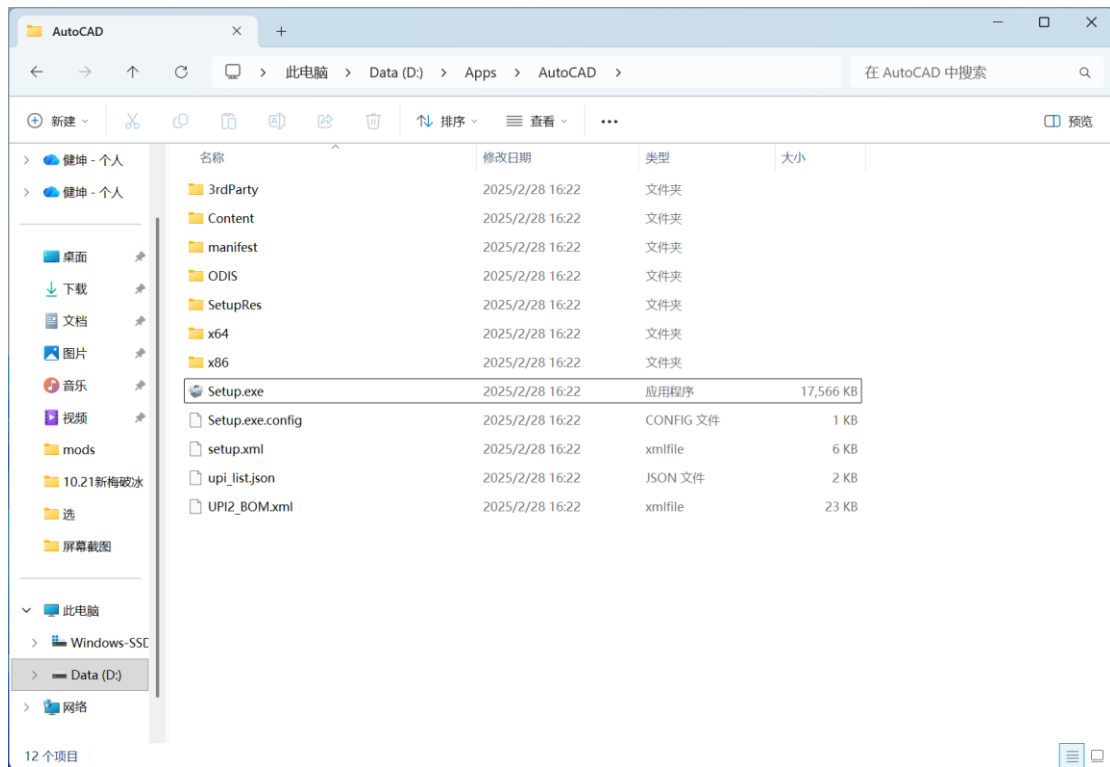 AutoCAD
此电脑 > Data (D:) > Apps > AutoCAD >
在 AutoCAD 中搜索
新建
排序
查看
预览
健坤 - 个人
健坤 - 个人
桌面
下载
文档
图片
音乐
视频
mods
10.21新梅破冰
选
屏幕截图
此电脑
Windows-SSD
Data (D:)
网络
名称 修改日期 类型 大小
3rdParty 2025/2/28 16:22 文件夹
Content 2025/2/28 16:22 文件夹
manifest 2025/2/28 16:22 文件夹
ODIS 2025/2/28 16:22 文件夹
SetupRes 2025/2/28 16:22 文件夹
x64 2025/2/28 16:22 文件夹
x86 2025/2/28 16:22 文件夹
Setup.exe 2025/2/28 16:22 应用程序 17,566 KB
Setup.exe.config 2025/2/28 16:22 CONFIG 文件 1 KB
setup.xml 2025/2/28 16:22 xmlfile 6 KB
upi_list.json 2025/2/28 16:22 JSON 文件 2 KB
UPI2_BOM.xml 2025/2/28 16:22 xmlfile 23 KB
12 个项目